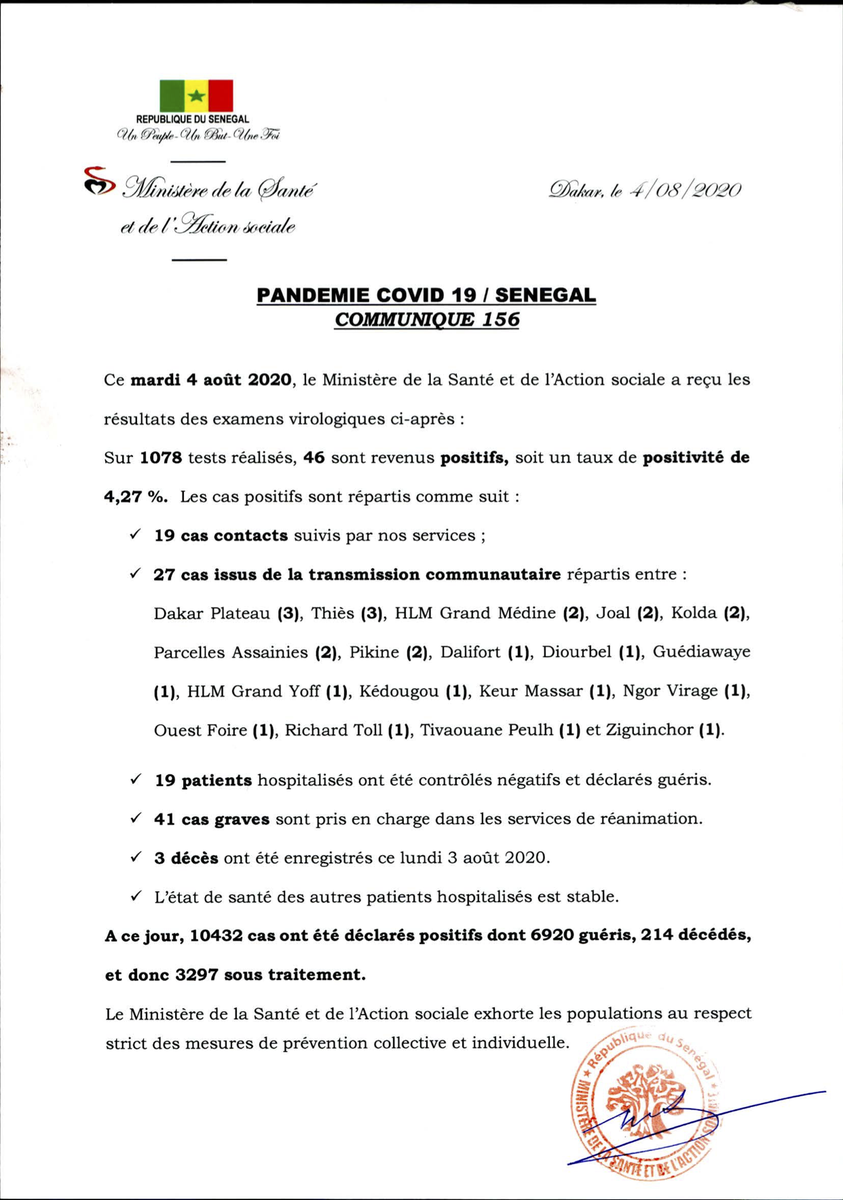 REPUBLIQUE DU SENEGAL
Un Peuple-Un But-Une Foi
Ministère de la Santé
et de l'Action sociale
Dakar, le 4/08/2020
PANDEMIE COVID 19 / SENEGAL
COMMUNIQUE 156
Ce mardi 4 août 2020, le Ministère de la Santé et de l'Action sociale a reçu les
résultats des examens virologiques ci-après :
Sur 1078 tests réalisés, 46 sont revenus positifs, soit un taux de positivité de
4,27 %. Les cas positifs sont répartis comme suit :
✓ 19 cas contacts suivis par nos services ;
✓ 27 cas issus de la transmission communautaire répartis entre :
Dakar Plateau (3), Thiès (3), HLM Grand Médine (2), Joal (2), Kolda (2),
Parcelles Assainies (2), Pikine (2), Dalifort (1), Diourbel (1), Guédiawaye
(1), HLM Grand Yoff (1), Kédougou (1), Keur Massar (1), Ngor Virage (1),
Ouest Foire (1), Richard Toll (1), Tivaouane Peulh (1) et Ziguinchor (1).
✓ 19 patients hospitalisés ont été contrôlés négatifs et déclarés guéris.
✓ 41 cas graves sont pris en charge dans les services de réanimation.
✓ 3 décès ont été enregistrés ce lundi 3 août 2020.
✓ L'état de santé des autres patients hospitalisés est stable.
A ce jour, 10432 cas ont été déclarés positifs dont 6920 guéris, 214 décédés,
et donc 3297 sous traitement.
Le Ministère de la Santé et de l'Action sociale exhorte les populations au respect
strict des mesures de prévention collective et individuelle.
République du Sénégal
MINISTÈRE DE LA SANTÉ ET DE L'ACTION SOCIALE